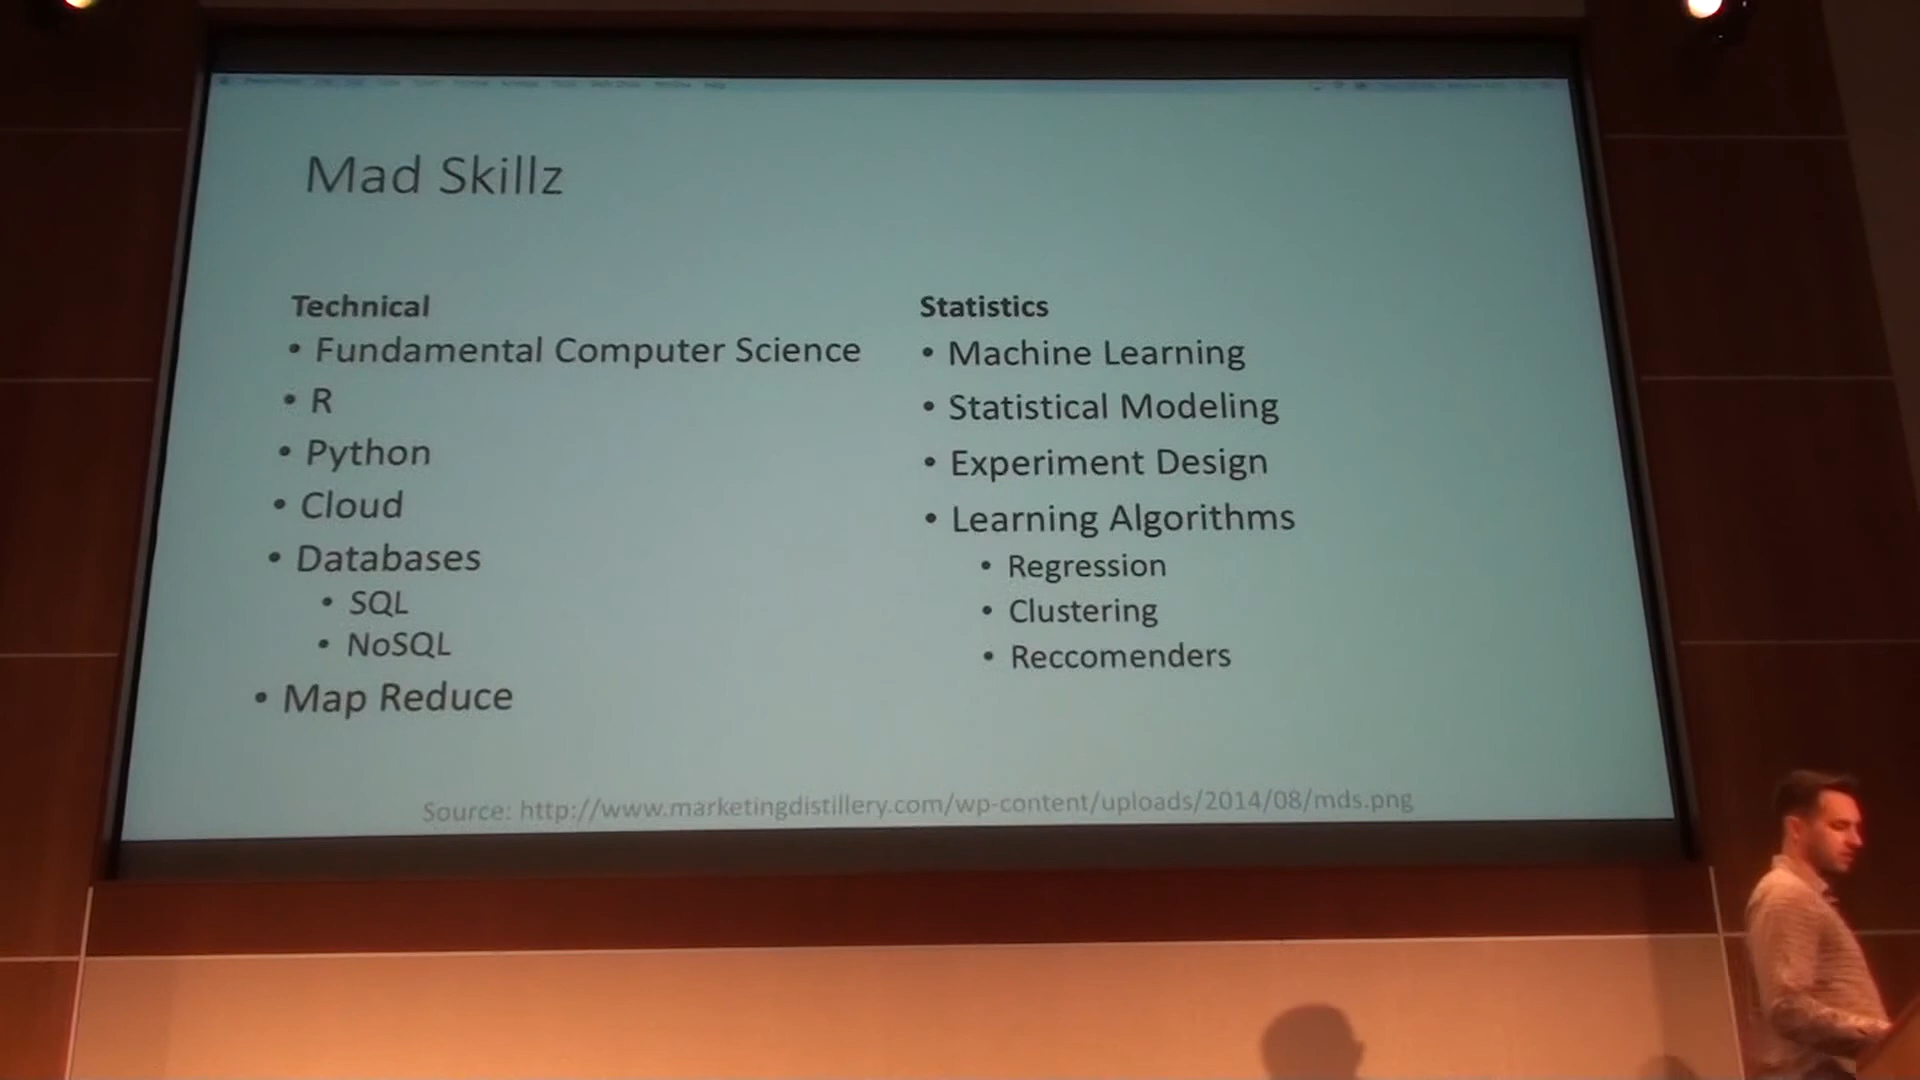 Mad Skillz
Technical
• Fundamental Computer Science
• R
• Python
• Cloud
• Databases
• SQL
• NoSQL
• Map Reduce
Statistics
• Machine Learning
• Statistical Modeling
• Experiment Design
• Learning Algorithms
• Regression
• Clustering
• Reccomenders
Source: http://www.marketingdistillery.com/wp-content/uploads/2014/08/mds.png